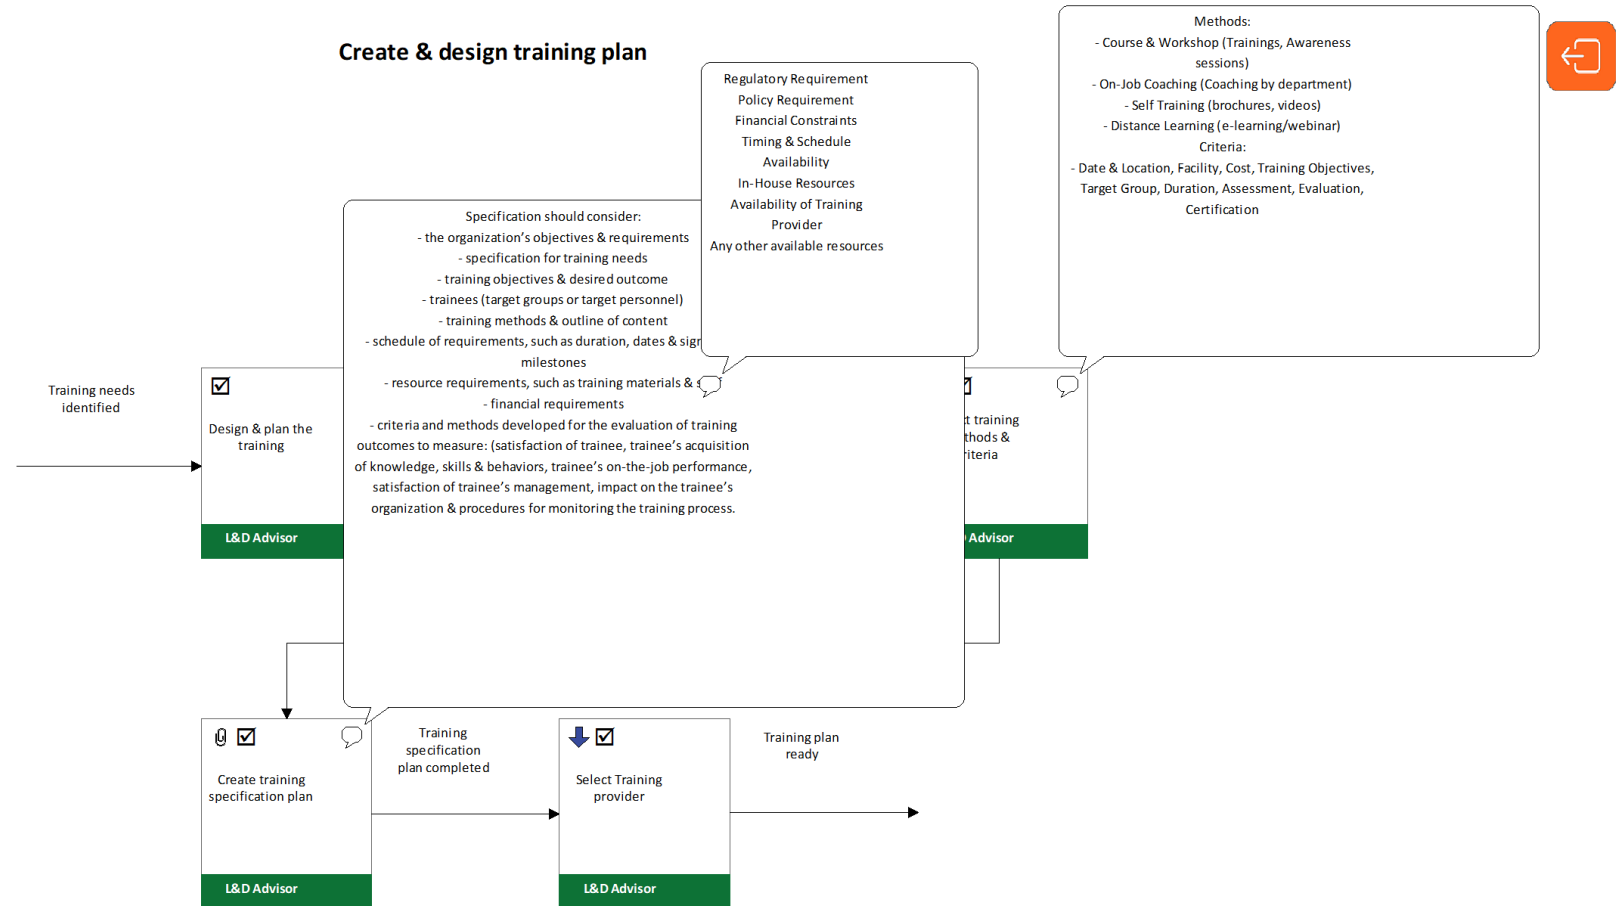 Create & design training plan
Methods:
- Course & Workshop (Trainings, Awareness
sessions)
- On-Job Coaching (Coaching by department)
- Self Training (brochures, videos)
- Distance Learning (e-learning/webinar)
Criteria:
- Date & Location, Facility, Cost, Training Objectives,
Target Group, Duration, Assessment, Evaluation,
Certification
Regulatory Requirement
Policy Requirement
Financial Constraints
Timing & Schedule
Availability
In-House Resources
Availability of Training
Provider
Any other available resources
Specification should consider:
- the organization's objectives & requirements
- specification for training needs
- training objectives & desired outcome
- trainees (target groups or target personnel)
- training methods & outline of content
- schedule of requirements, such as duration, dates &
milestones
- resource requirements, such as training materials &
- financial requirements
- criteria and methods developed for the evaluation of training
outcomes to measure: (satisfaction of trainee, trainee's acquisition
of knowledge, skills & behaviors, trainee's on-the-job performance,
satisfaction of trainee's management, impact on the trainee's
organization & procedures for monitoring the training process.
Training needs
identified
Design & plan the
training
L&D Advisor
training
&
Advisor
Create training
specification plan
L&D Advisor
Training
specification
plan completed
Select Training
provider
L&D Advisor
Training plan
ready